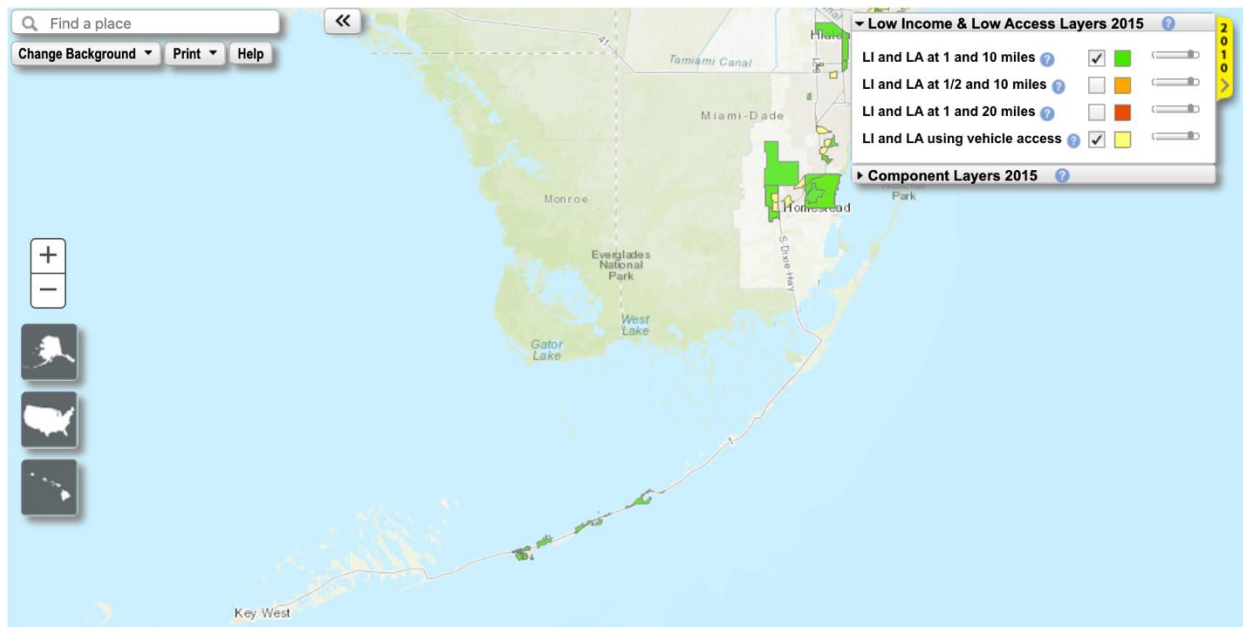 Find a place
«
Change Background
Print
Help
Low Income & Low Access Layers 2015 ?
LI and LA at 1 and 10 miles ?
LI and LA at 1/2 and 10 miles ?
LI and LA at 1 and 20 miles ?
LI and LA using vehicle access ?
Component Layers 2015 ?
2010
>
41
Tamiami Canal
Miami-Dade
Monroe
Homestead
Park
Everglades
National
Park
S Dixie Hwy
West
Lake
Gator
Lake
+
−
1
Key West